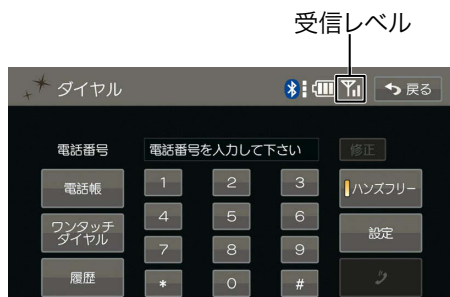 受信レベル
ダイヤル
戻る
電話番号
電話番号を入力して下さい
修正
電話帳
1
2
3
ハンズフリー
ワンタッチ
ダイヤル
4
5
6
設定
7
8
9
履歴
*
0
#